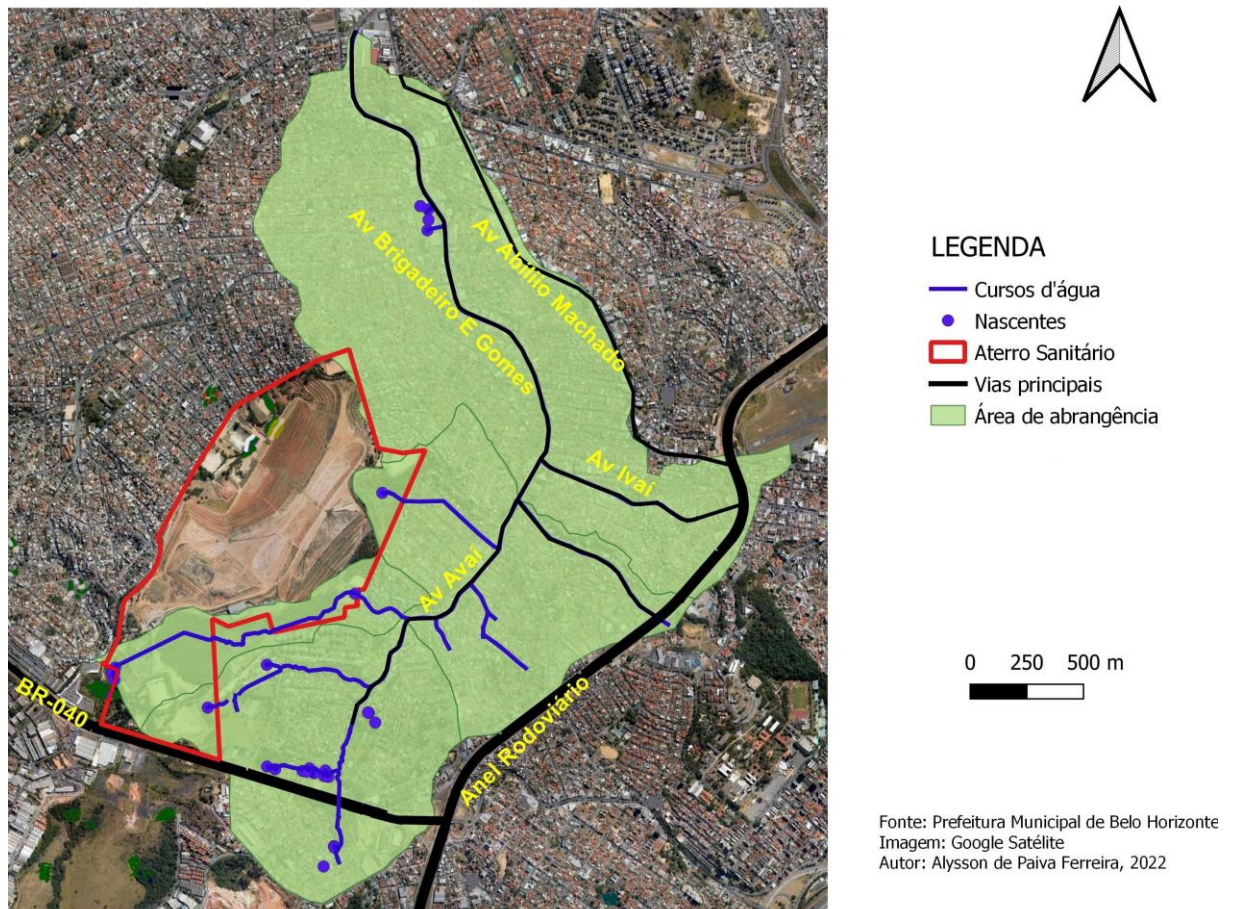 Av Brigadeiro E Gomes
Av Abillio Machado
Av Ivaí
Av Avaí
BR-040
Anel Rodoviário
LEGENDA
Cursos d'água
Nascentes
Aterro Sanitário
Vias principais
Área de abrangência
0 250 500 m
Fonte: Prefeitura Municipal de Belo Horizonte
Imagem: Google Satélite
Autor: Alysson de Paiva Ferreira, 2022